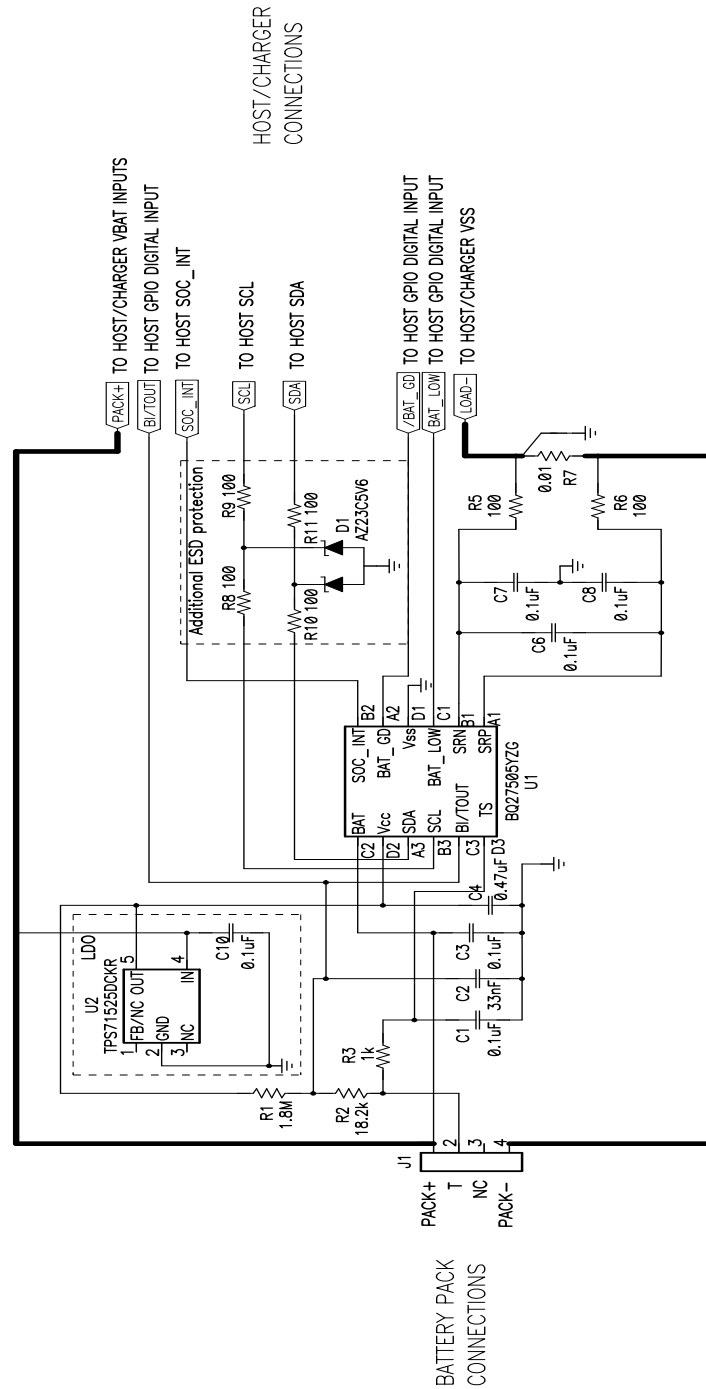 BATTERY PACK
CONNECTIONS
J1
PACK+
T
NC
PACK-
2
3
4
R1
1.8M
R2
18.2k
R3
1k
LDO
U2
TPS71525DCKR
1
2
3
FB/NC
GND
NC
OUT
IN
5
4
C10
0.1uF
C1
0.1uF
C2
33nF
C3
0.1uF
C4
0.47uF
BAT
Vcc
SDA
SCL
BI/TOUT
TS
C2
D2
A3
B3
C3
D3
SOC_INT
BAT_GD
Vss
BAT_LOW
SRN
SRP
B2
A2
D1
C1
B1
A1
BQ27505YZG
U1
Additional ESD protection
R8 100
R9 100
R10 100
R11 100
D1
AZ23C5V6
C6
0.1uF
C7
0.1uF
C8
0.1uF
R5
100
R6
100
0.01
R7
PACK+ TO HOST/CHARGER VBAT INPUTS
BI/TOUT TO HOST GPIO DIGITAL INPUT
SOC_INT TO HOST SOC_INT
SCL TO HOST SCL
SDA TO HOST SDA
/BAT_GD TO HOST GPIO DIGITAL INPUT
BAT_LOW TO HOST GPIO DIGITAL INPUT
LOAD- TO HOST/CHARGER VSS
HOST/CHARGER
CONNECTIONS